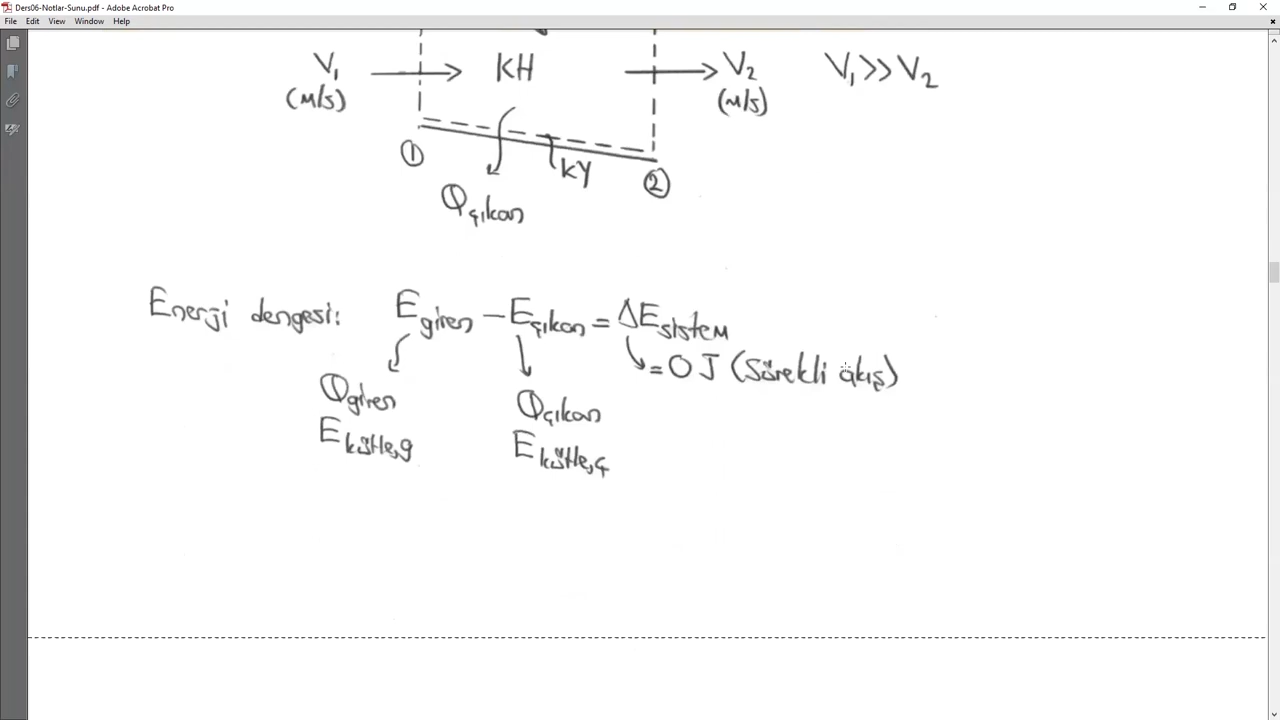 Ders06-Notlar-Sunu.pdf - Adobe Acrobat Pro
File Edit View Window Help
V₁ KH V₂ V₁>>V₂
(m/s) (m/s)
① KY ②
Qçıkan
Enerji dengesi: Egiren - Eçıkan = ΔEsistem
= 0 J (Sürekli akış)
Qgiren Qçıkan
Ekütle,g Ekütle,ç